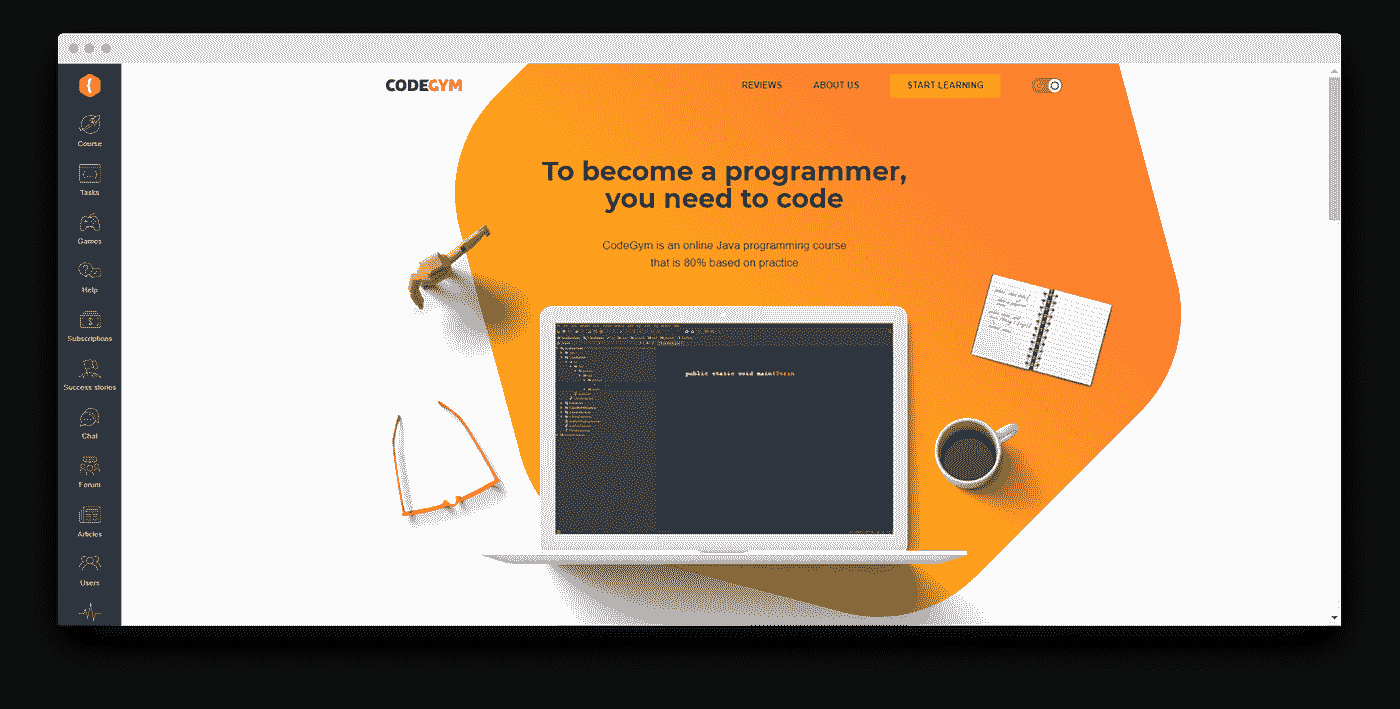 CODEGYM
REVIEWS
ABOUT US
START LEARNING
Course
Tasks
Games
Help
Subscriptions
Success stories
Chat
Forum
Articles
Users
To become a programmer,
you need to code
CodeGym is an online Java programming course
that is 80% based on practice
public static void main(Strin